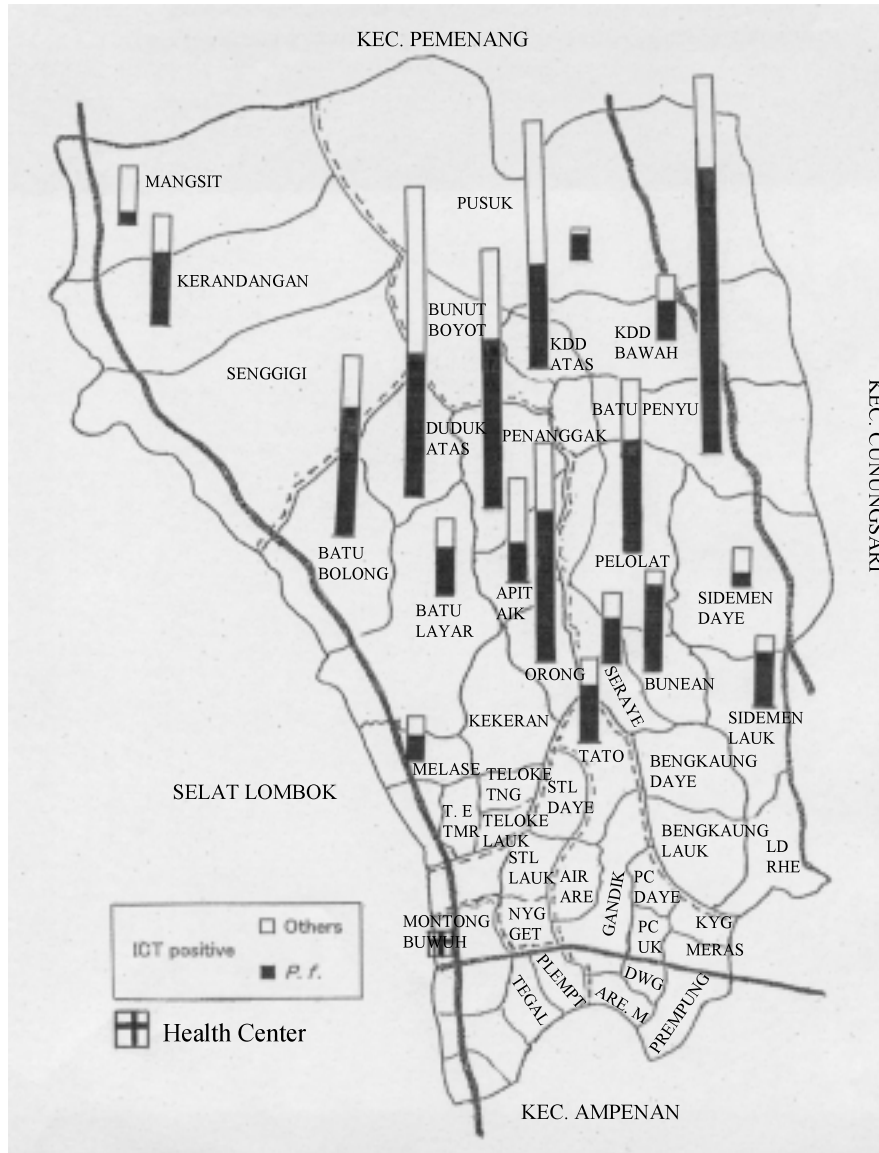 KEC. PEMENANG
MANGSIT
PUSUK
KERANDANGAN
BUNUT
BOYOT
KDD
ATAS
KDD
BAWAH
SENGGIGI
BATU PENYU
KEC. CUNUNGSARI
DUDUK
ATAS
PENANGGAK
BATU
BOLONG
PELOLAT
BATU
LAYAR
APIT
AIK
SIDEMEN
DAYE
ORONG
SERAYE
BUNEAN
SIDEMEN
LAUK
KEKERAN
TATO
MELASE
TELOKE
TNG
STL
DAYE
BENGKAUNG
DAYE
SELAT LOMBOK
T. E
TMR
TELOKE
LAUK
BENGKAUNG
LAUK
LD
RHE
STL
LAUK
AIR
ARE
GANDIK
PC
DAYE
MONTONG
BUWUH
NYG
GET
PC
UK
KYG
MERAS
TEGAL
PLEMPT
DWG
ARE. M
PREMPUNG
ICT positive
Others
P. f.
Health Center
KEC. AMPENAN